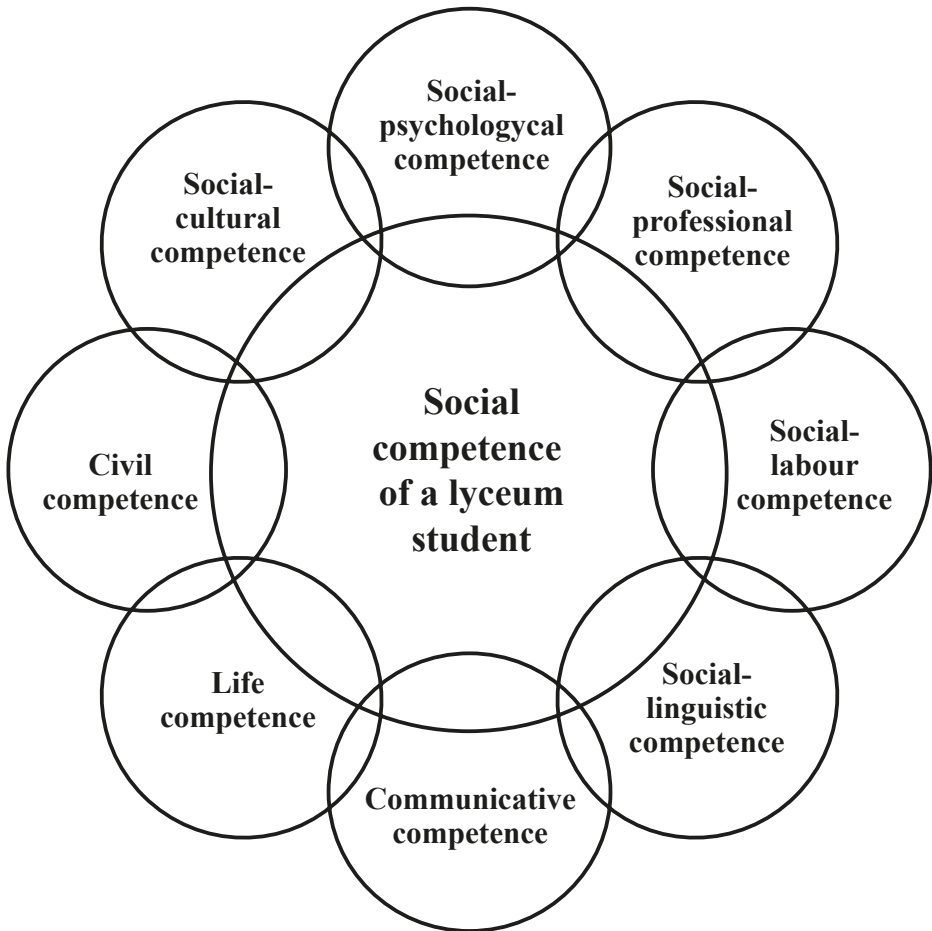 Social-
psychologycal
competence
Social-
cultural
competence
Social-
professional
competence
Social
competence
of a lyceum
student
Civil
competence
Social-
labour
competence
Life
competence
Social-
linguistic
competence
Communicative
competence